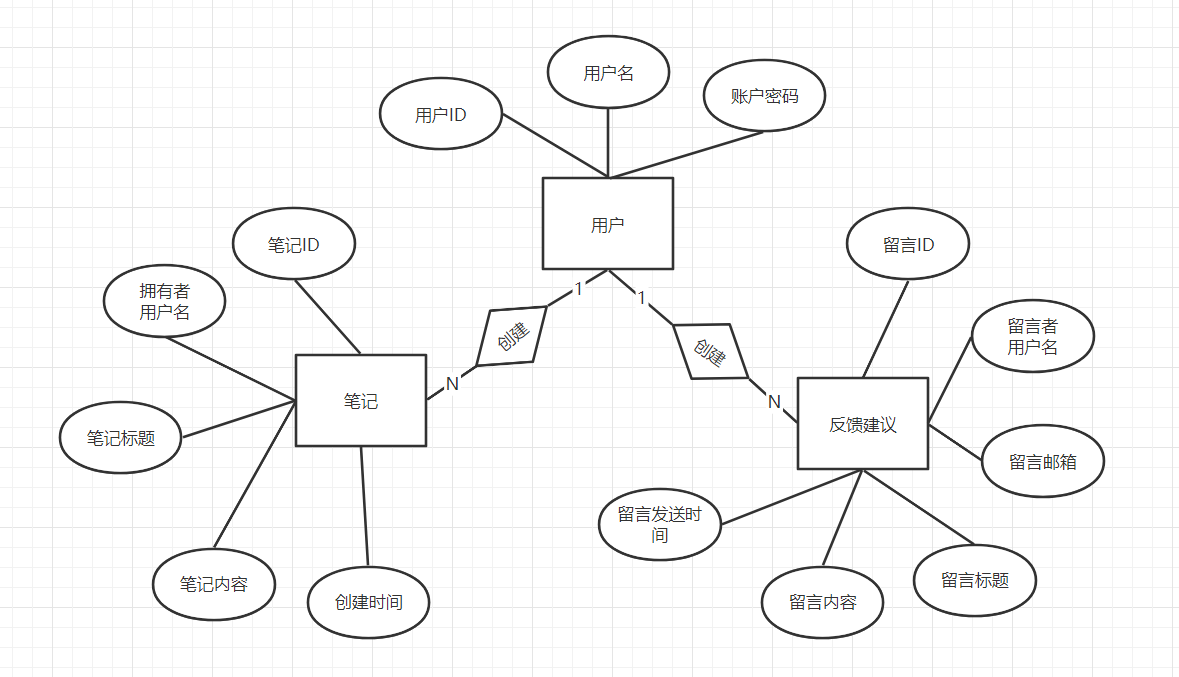 用户名
账户密码
用户ID
用户
笔记ID
留言ID
拥有者
用户名
1
1
创建
创建
留言者
用户名
N
N
笔记
反馈建议
笔记标题
留言邮箱
留言发送时
间
笔记内容
创建时间
留言内容
留言标题